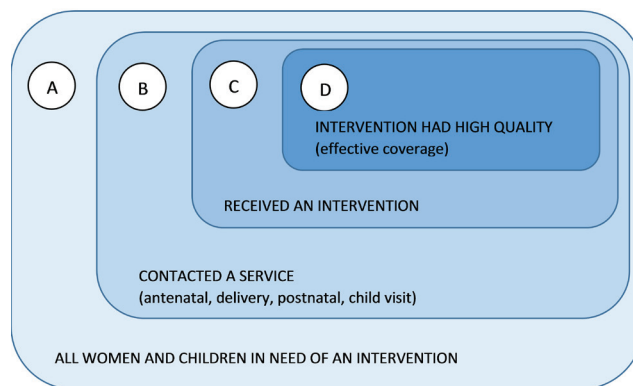 A
B
C
D
INTERVENTION HAD HIGH QUALITY
(effective coverage)
RECEIVED AN INTERVENTION
CONTACTED A SERVICE
(antenatal, delivery, postnatal, child visit)
ALL WOMEN AND CHILDREN IN NEED OF AN INTERVENTION